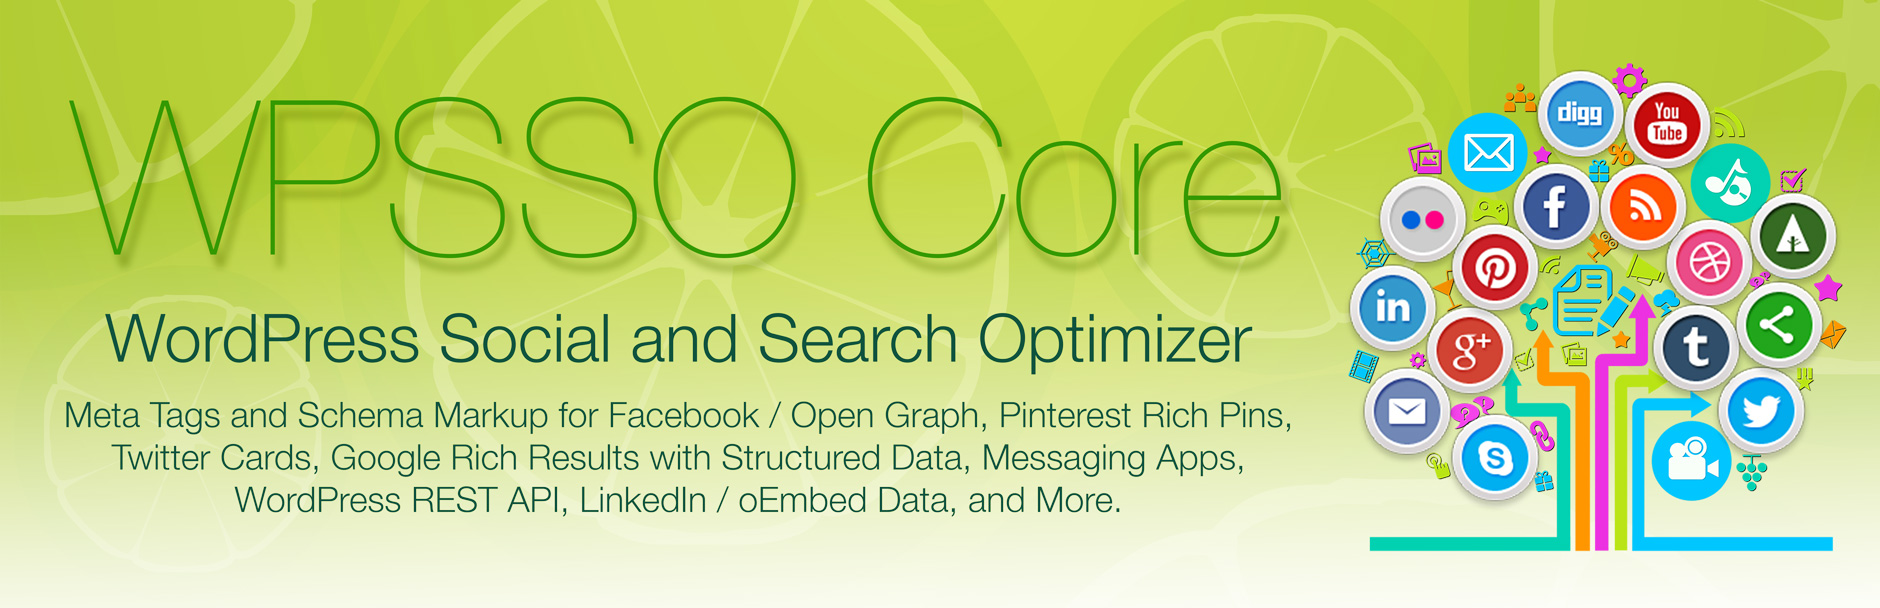 WPSSO Core
WordPress Social and Search Optimizer
Meta Tags and Schema Markup for Facebook / Open Graph, Pinterest Rich Pins,
Twitter Cards, Google Rich Results with Structured Data, Messaging Apps,
WordPress REST API, LinkedIn / oEmbed Data, and More.
digg
You
Tube
f
in
g+
t
S
%